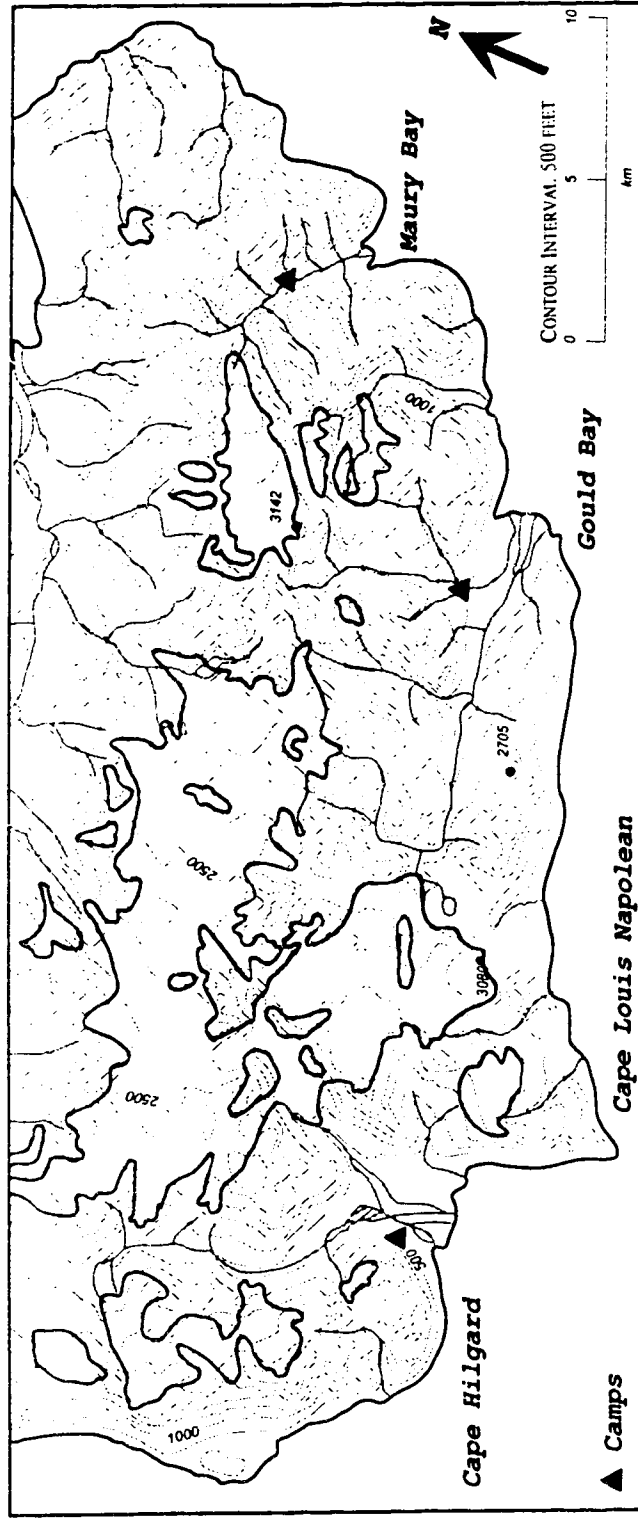 2500
1000
2500
3142
Maury Bay
500
1000
N
Cape Hilgard
3080
2705
CONTOUR INTERVAL. 500 FEET
0 5 10
Gould Bay
Camps
Cape Louis Napolean
km